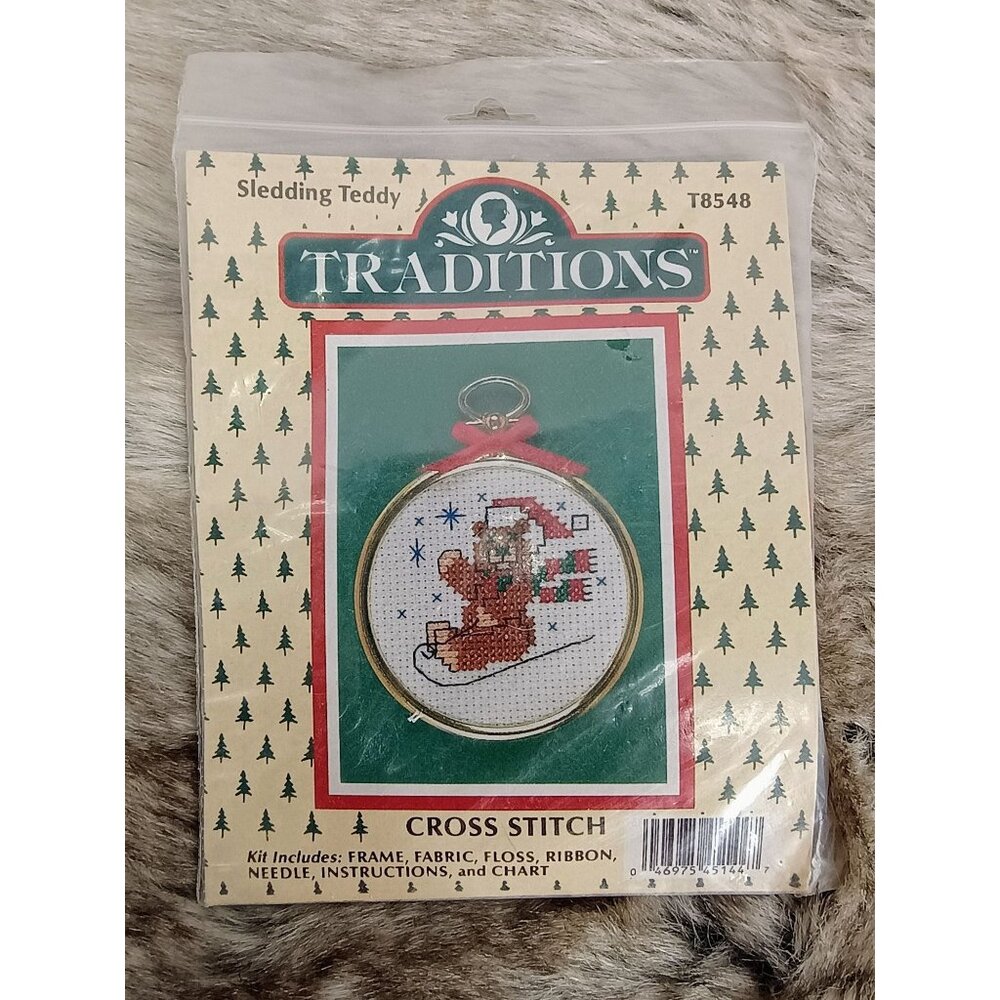 Sledding Teddy
T8548
TRADITIONS™
CROSS STITCH
Kit Includes: FRAME, FABRIC, FLOSS, RIBBON,
NEEDLE, INSTRUCTIONS, and CHART
0 46975 45144 7